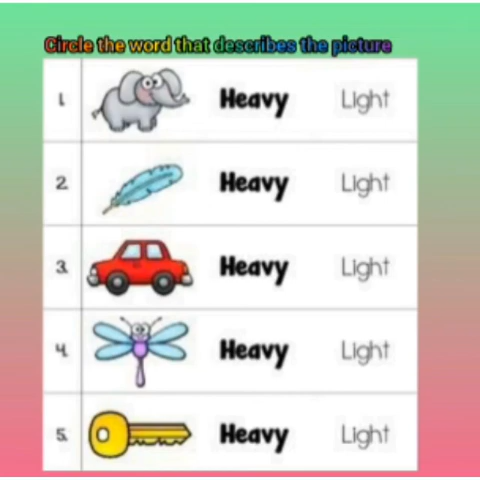 Circle the word that describes the picture
1. Heavy Light
2. Heavy Light
3. Heavy Light
4. Heavy Light
5. Heavy Light